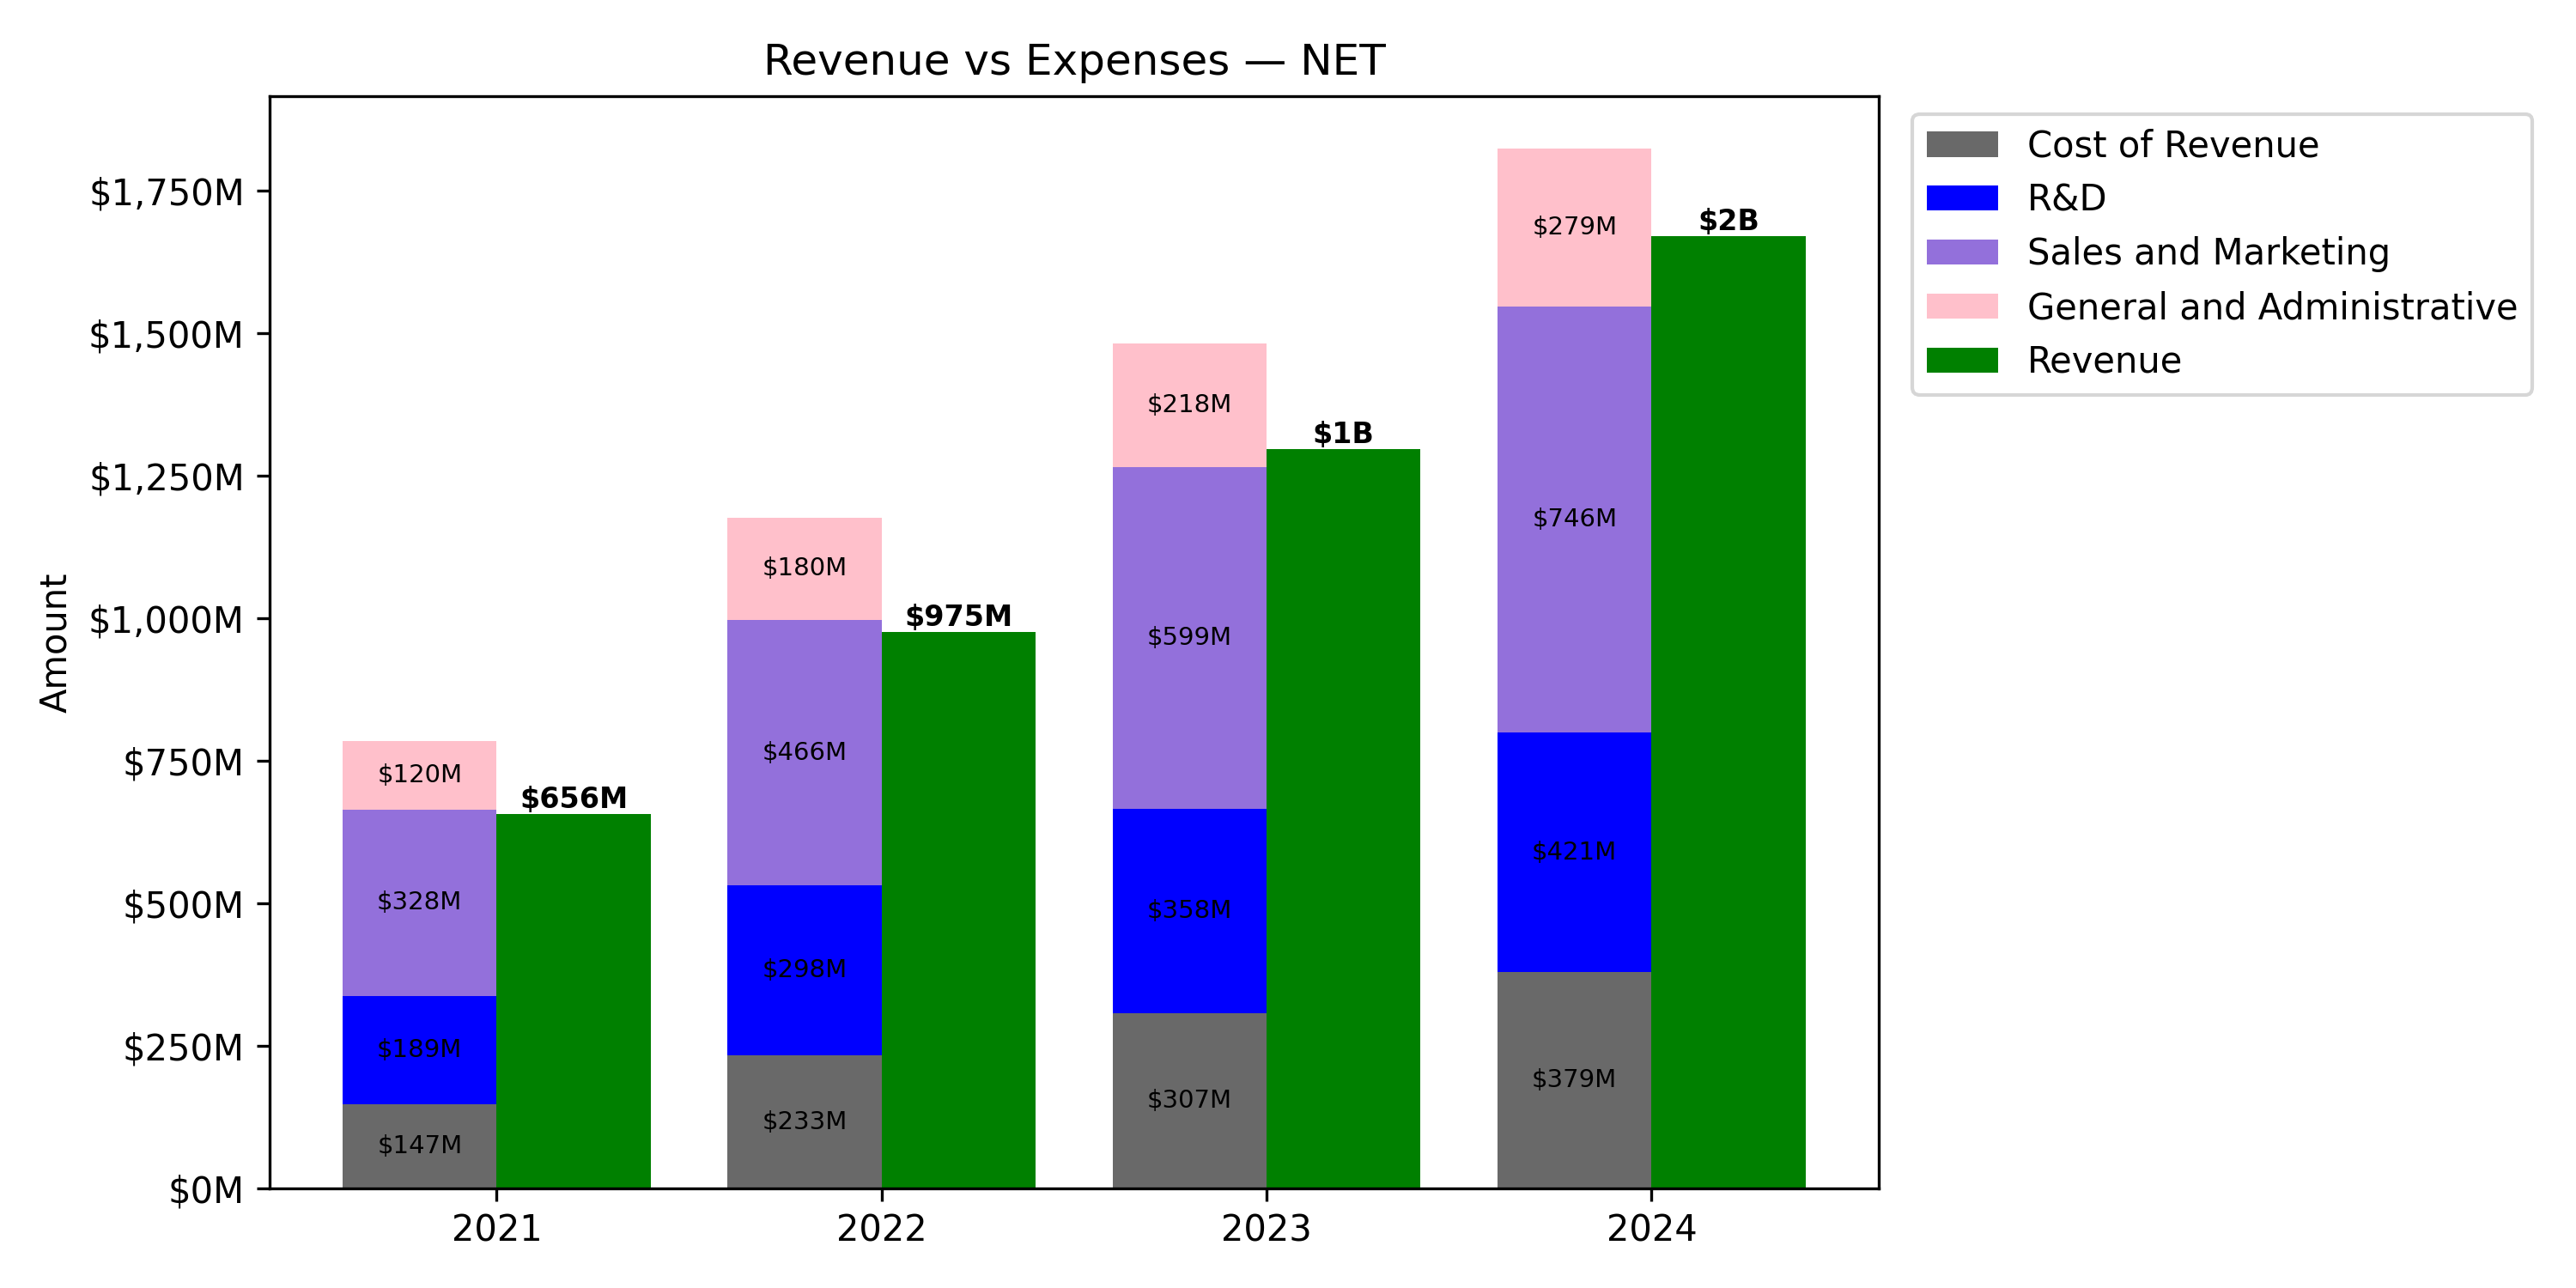 Revenue vs Expenses — NET
Cost of Revenue
R&D
Sales and Marketing
General and Administrative
Revenue
Amount
$1,750M
$1,500M
$1,250M
$1,000M
$750M
$500M
$250M
$0M
$120M
$328M
$189M
$147M
$656M
$180M
$466M
$298M
$233M
$975M
$218M
$599M
$358M
$307M
$1B
$279M
$746M
$421M
$379M
$2B
2021
2022
2023
2024